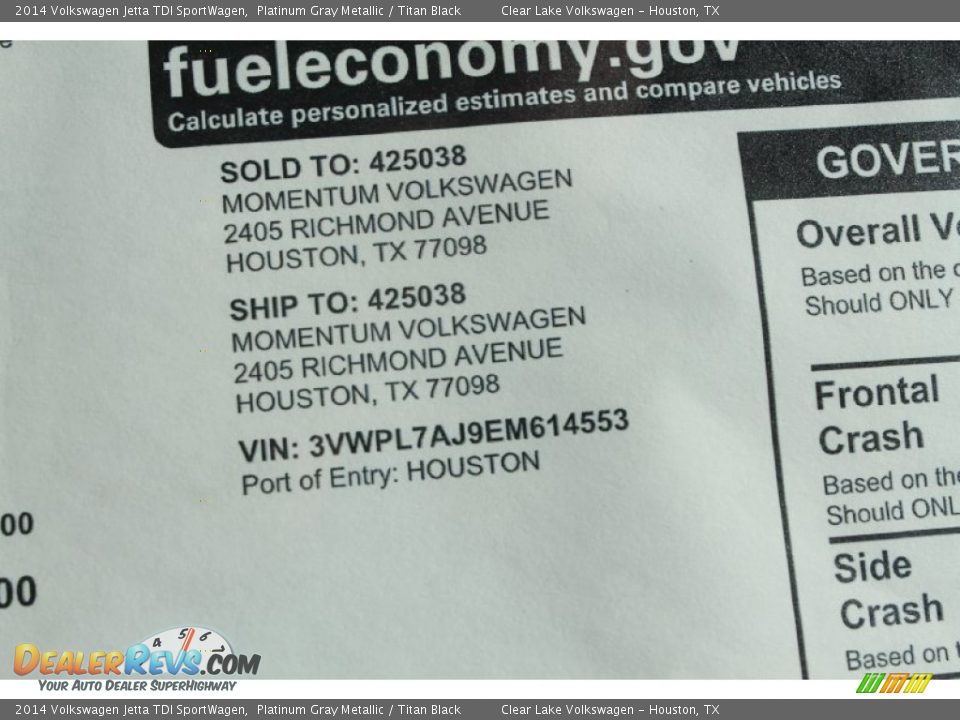 2014 Volkswagen Jetta TDI SportWagen, Platinum Gray Metallic / Titan Black Clear Lake Volkswagen - Houston, TX
fueleconomy.gov
Calculate personalized estimates and compare vehicles
SOLD TO: 425038
MOMENTUM VOLKSWAGEN
2405 RICHMOND AVENUE
HOUSTON, TX 77098
SHIP TO: 425038
MOMENTUM VOLKSWAGEN
2405 RICHMOND AVENUE
HOUSTON, TX 77098
VIN: 3VWPL7AJ9EM614553
Port of Entry: HOUSTON
00
00
GOVER
Overall Ve
Based on the c
Should ONLY
Frontal
Crash
Based on the
Should ONL
Side
Crash
Based on t
4 5 6
DEALERREVS.COM
YOUR AUTO DEALER SUPERHIGHWAY
2014 Volkswagen Jetta TDI SportWagen, Platinum Gray Metallic / Titan Black Clear Lake Volkswagen - Houston, TX